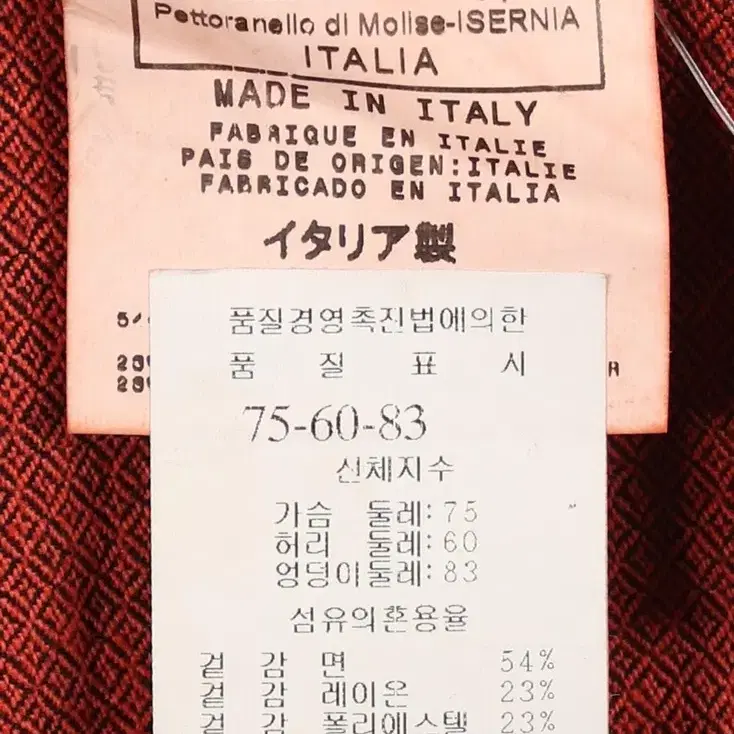 Pettoranello di Molise-ISERNIA
ITALIA
MADE IN ITALY
FABRIQUE EN ITALIE
PAIS DE ORIGEN:ITALIE
FABRICADO EN ITALIA
イタリア製
품질경영촉진법에의한
품 질 표 시
75-60-83
신체지수
가슴 둘레:75
허리 둘레:60
엉덩이둘레:83
섬유의혼용율
겉 감 면 54%
겉 감 레이온 23%
겉 감 폴리에스텔 23%